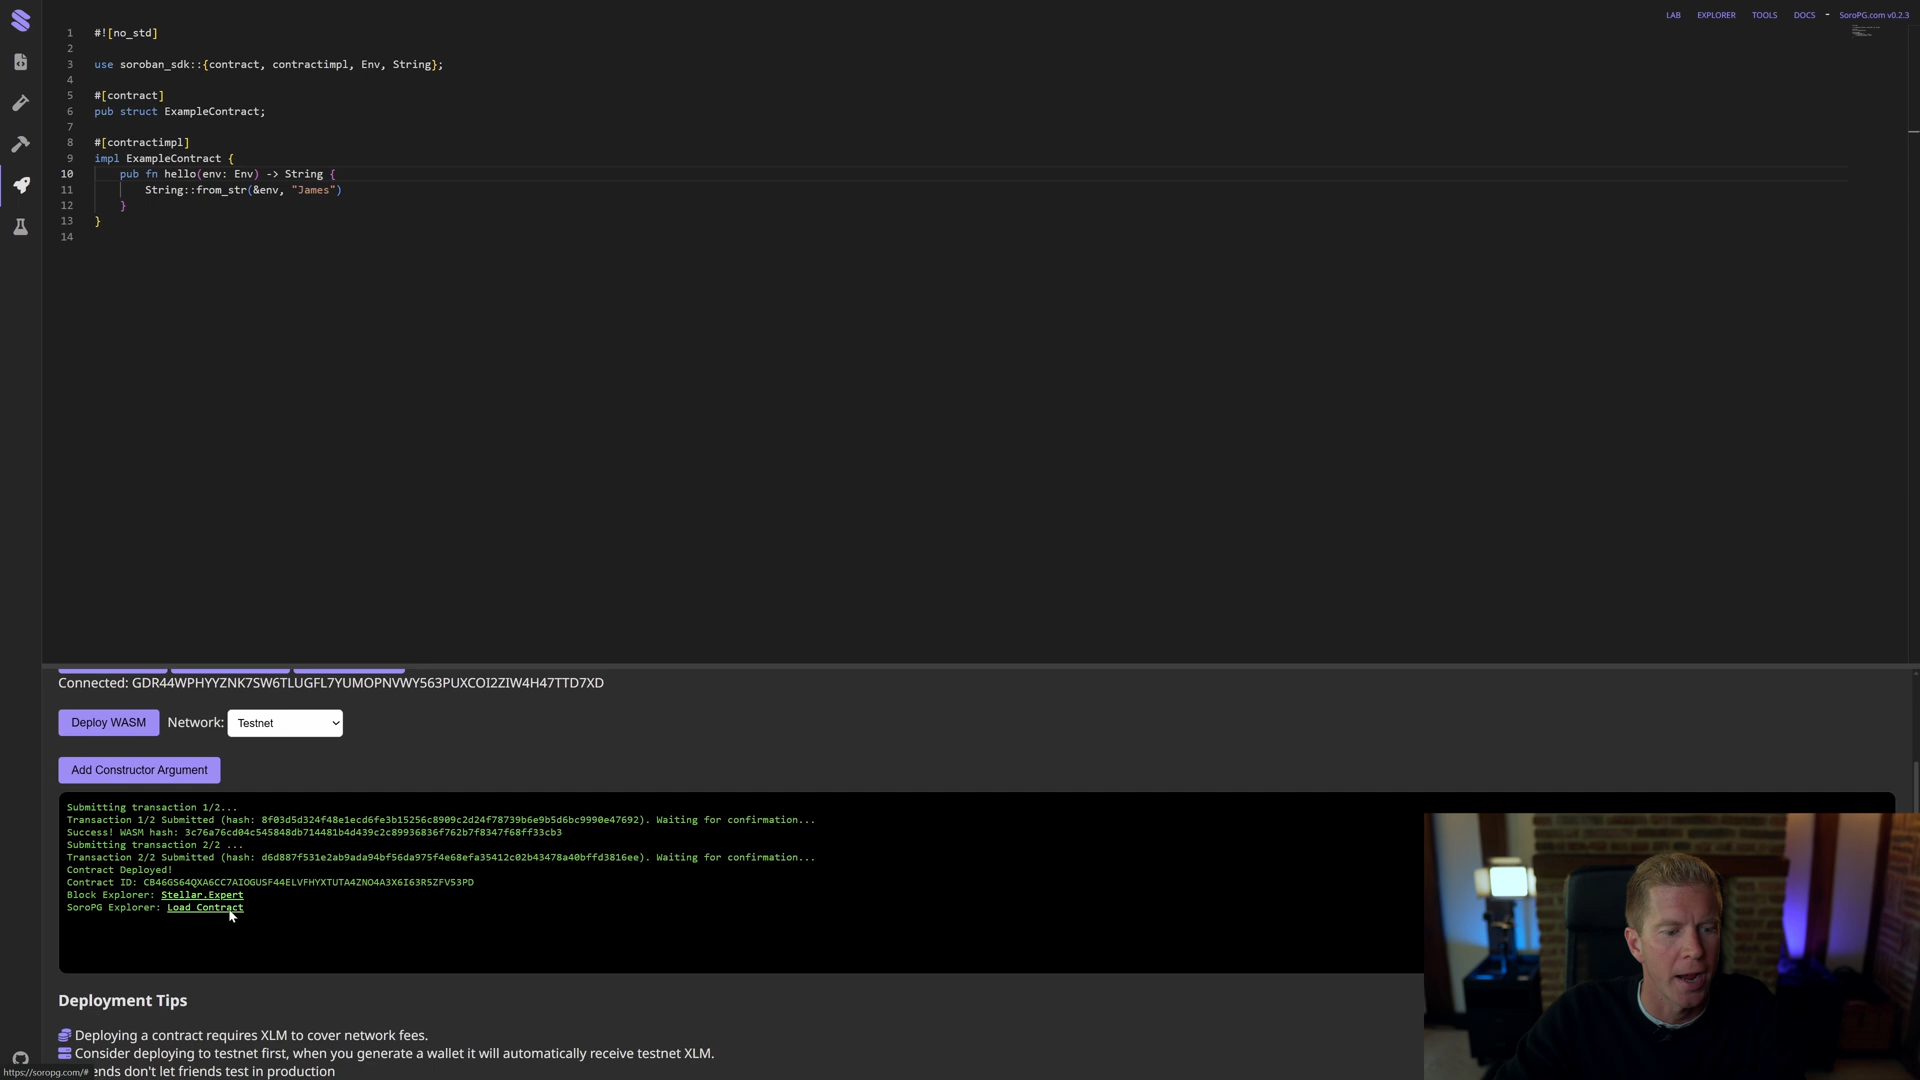 LAB EXPLORER TOOLS DOCS - SoroPG.com v0.2.3
1 #![no_std]
2
3 use soroban_sdk::{contract, contractimpl, Env, String};
4
5 #[contract]
6 pub struct ExampleContract;
7
8 #[contractimpl]
9 impl ExampleContract {
10 pub fn hello(env: Env) -> String {
11 String::from_str(&env, "James")
12 }
13 }
14
Connected: GDR44WPHYYZNK7SW6TLUGFL7YUMOPNVWY563PUXCOI2ZIW4H47TTD7XD
Deploy WASM Network: Testnet
Add Constructor Argument
Submitting transaction 1/2...
Transaction 1/2 Submitted (hash: 8f03d5d324f48e1ecd6fe3b15256c8909c2d24f78739b6e9b5d6bc9990e47692). Waiting for confirmation...
Success! WASM hash: 3c76a76cd04c545848db714481b4d439c2c89936836f762b7f8347f68ff33cb3
Submitting transaction 2/2 ...
Transaction 2/2 Submitted (hash: d6d887f531e2ab9ada94bf56da975f4e68efa35412c02b43478a40bffd3816ee). Waiting for confirmation...
Contract Deployed!
Contract ID: CB46GS64QXA6CC7AIOGUSF44ELVFHYXTUTA4ZNO4A3X6I63R5ZFV53PD
Block Explorer: Stellar.Expert
SoroPG Explorer: Load Contract
Deployment Tips
Deploying a contract requires XLM to cover network fees.
Consider deploying to testnet first, when you generate a wallet it will automatically receive testnet XLM.
ends don't let friends test in production
https://soropg.com/#